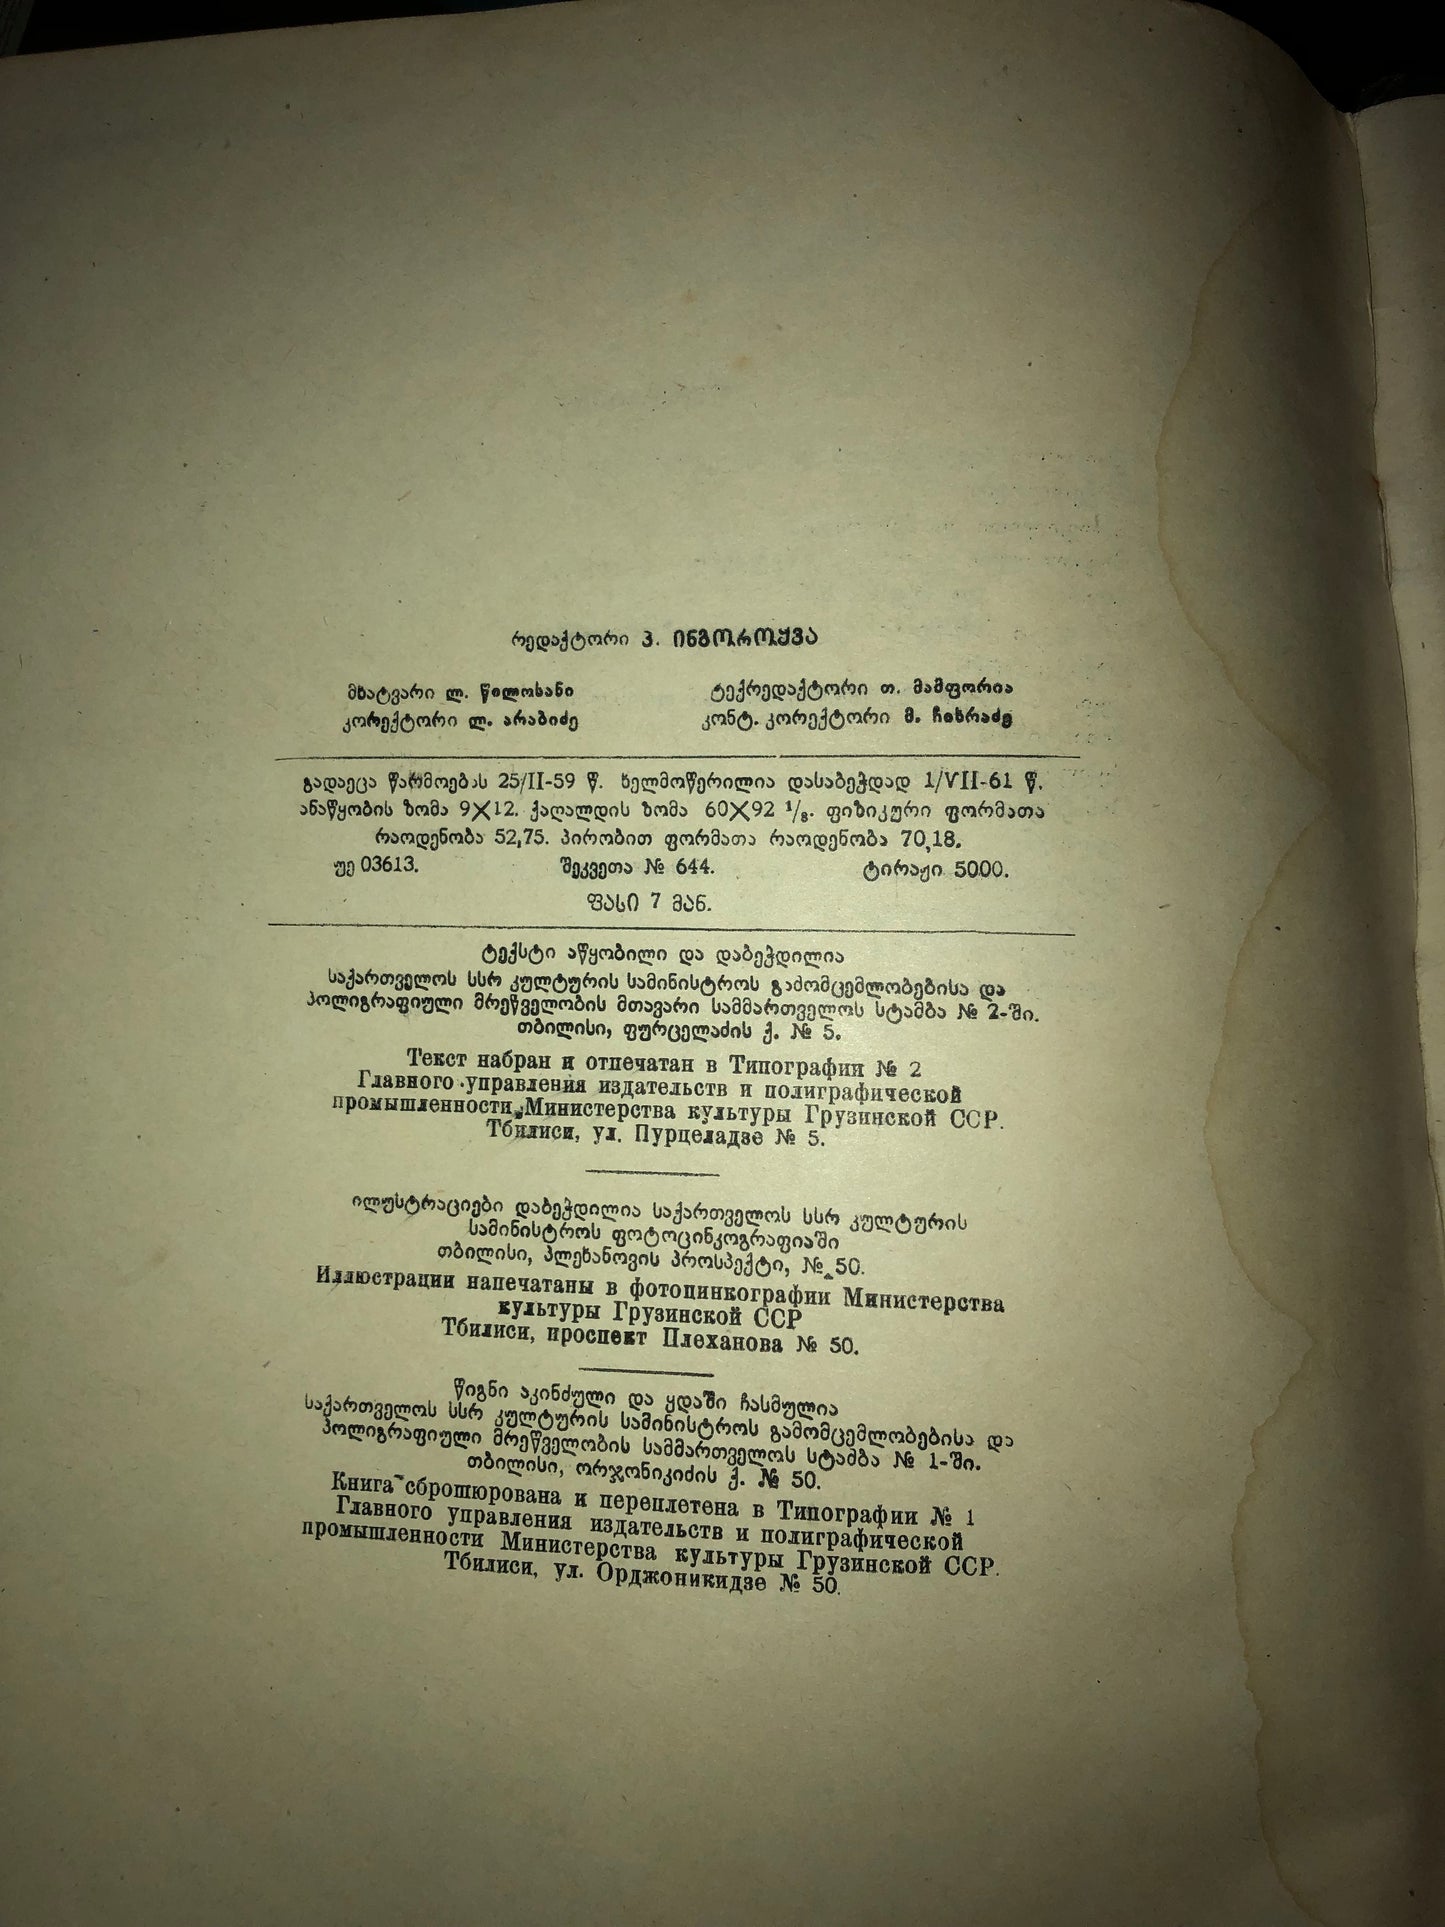 რედაქტორი პ. ინგოროყვა
მხატვარი ლ. წილოსანი
ტექრედაქტორი თ. მამფორია
კორექტორი ლ. არაბიძე
კონტ. კორექტორი მ. ჩხრაძე
გადაეცა წარმოებას 25/II-59 წ. ხელმოწერილია დასაბეჭდად 1/VII-61 წ.
ანაწყობის ზომა 9X12. ქაღალდის ზომა 60X92 1/8. ფიზიკური ფორმათა
რაოდენობა 52,75. პირობით ფორმათა რაოდენობა 70,18.
უე 03613. შეკვეთა № 644. ტირაჟი 5000.
ფასი 7 მან.
ტექსტი აწყობილი და დაბეჭდილია
საქართველოს სსრ კულტურის სამინისტროს გამომცემლობებისა და
პოლიგრაფიული მრეწველობის მთავარი სამმართველოს სტამბა № 2-ში.
თბილისი, ფურცელაძის ქ. № 5.
Текст набран и отпечатан в Типографии № 2
Главного управления издательств и полиграфической
промышленности Министерства культуры Грузинской ССР.
Тбилиси, ул. Пурцеладзе № 5.
ილუსტრაციები დაბეჭდილია საქართველოს სსრ კულტურის
სამინისტროს ფოტოცინკოგრაფიაში
თბილისი, პლეხანოვის პროსპექტი, № 50.
Иллюстрации напечатаны в фотоцинкографии Министерства
культуры Грузинской ССР
Тбилиси, проспект Плеханова № 50.
წიგნი აკინძული და ყდაში ჩასმულია
საქართველოს სსრ კულტურის სამინისტროს გამომცემლობებისა და
პოლიგრაფიული მრეწველობის სამმართველოს სტამბა № 1-ში.
თბილისი, ორჯონიკიძის ქ. № 50.
Книга сброшюрована и переплетена в Типографии № 1
Главного управления издательств и полиграфической
промышленности Министерства культуры Грузинской ССР.
Тбилиси, ул. Орджоникидзе № 50.